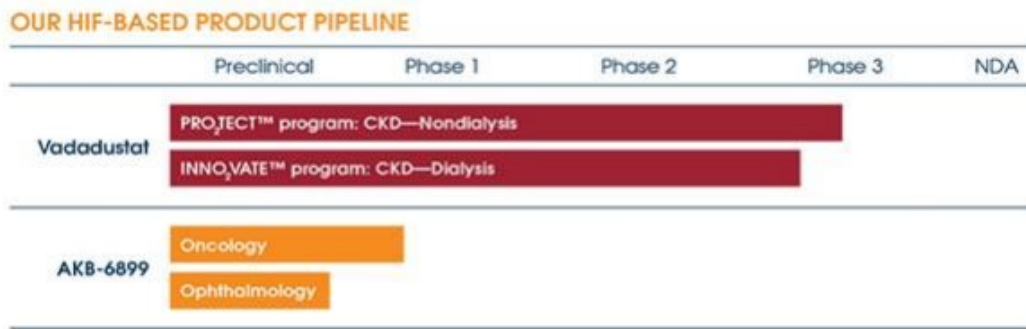 OUR HIF-BASED PRODUCT PIPELINE
Preclinical Phase 1 Phase 2 Phase 3 NDA
Vadadustat
PRO₂TECT™ program: CKD—Nondialysis
INNO₂VATE™ program: CKD—Dialysis
AKB-6899
Oncology
Ophthalmology